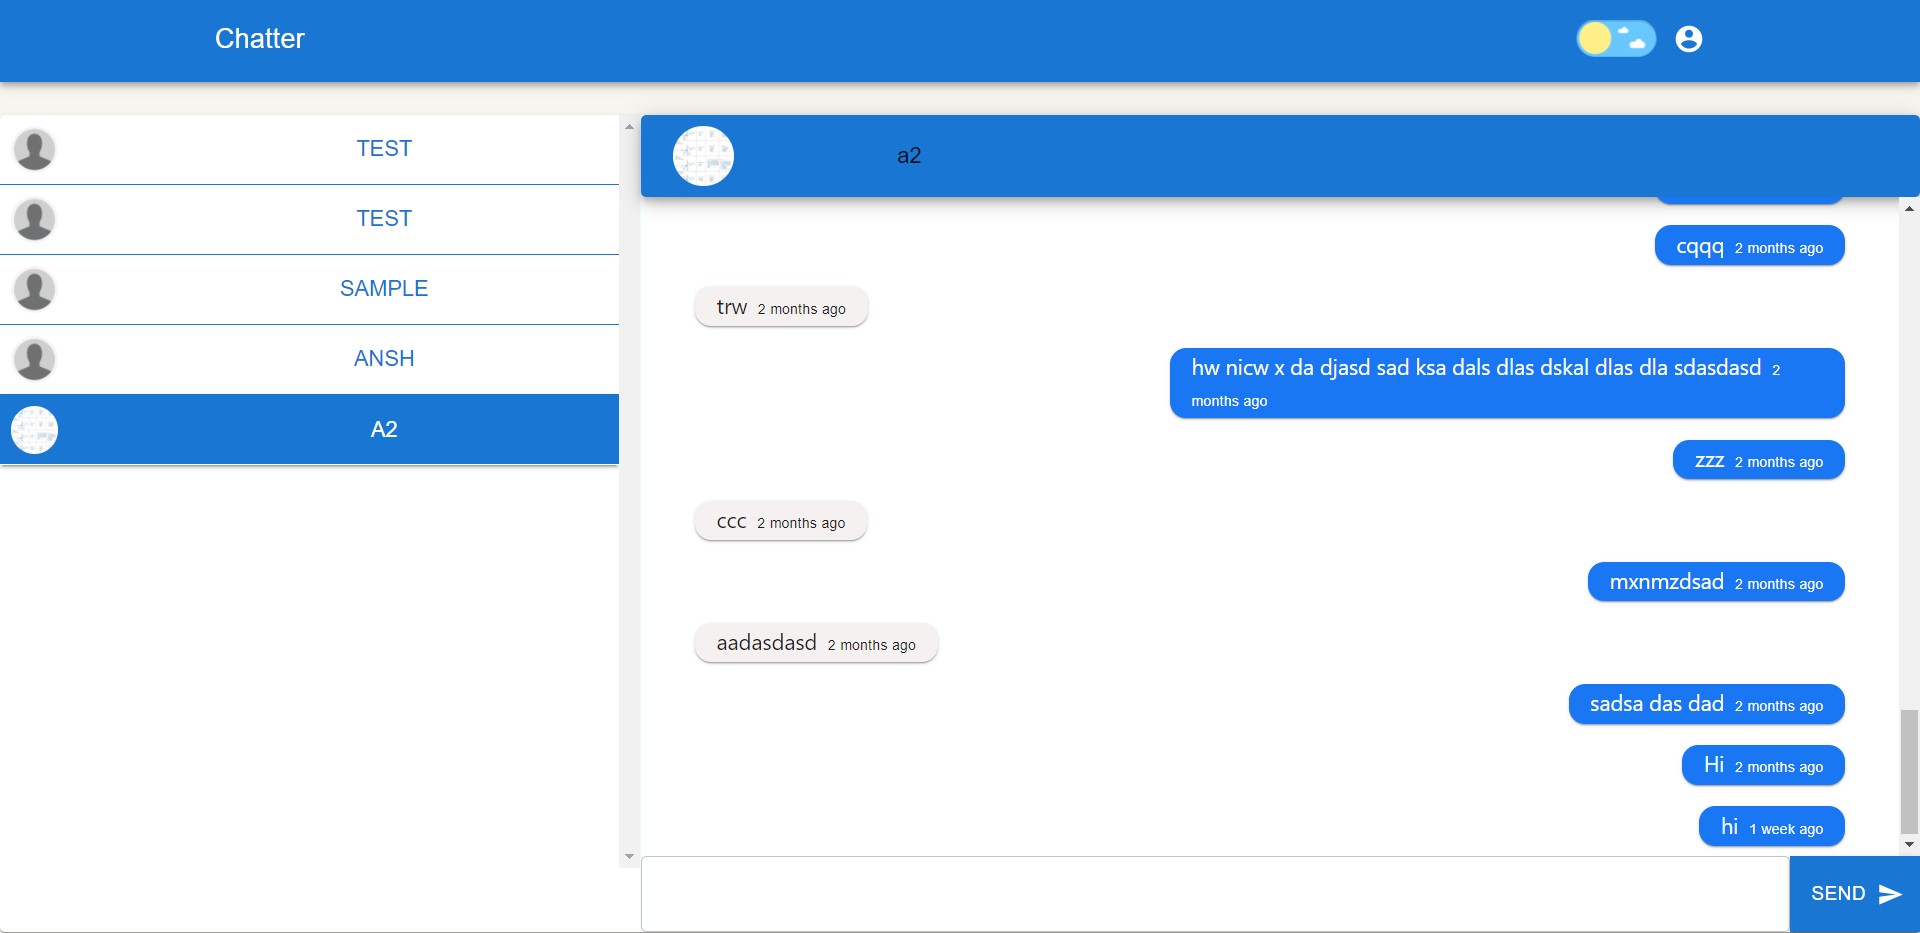 Chatter
TEST
TEST
SAMPLE
ANSH
A2
a2
cqqq 2 months ago
trw 2 months ago
hw nicw x da djasd sad ksa dals dlas dskal dlas dla sdasdasd 2
months ago
zzz 2 months ago
ccc 2 months ago
mxnmzdsad 2 months ago
aadasdasd 2 months ago
sadsa das dad 2 months ago
Hi 2 months ago
hi 1 week ago
SEND